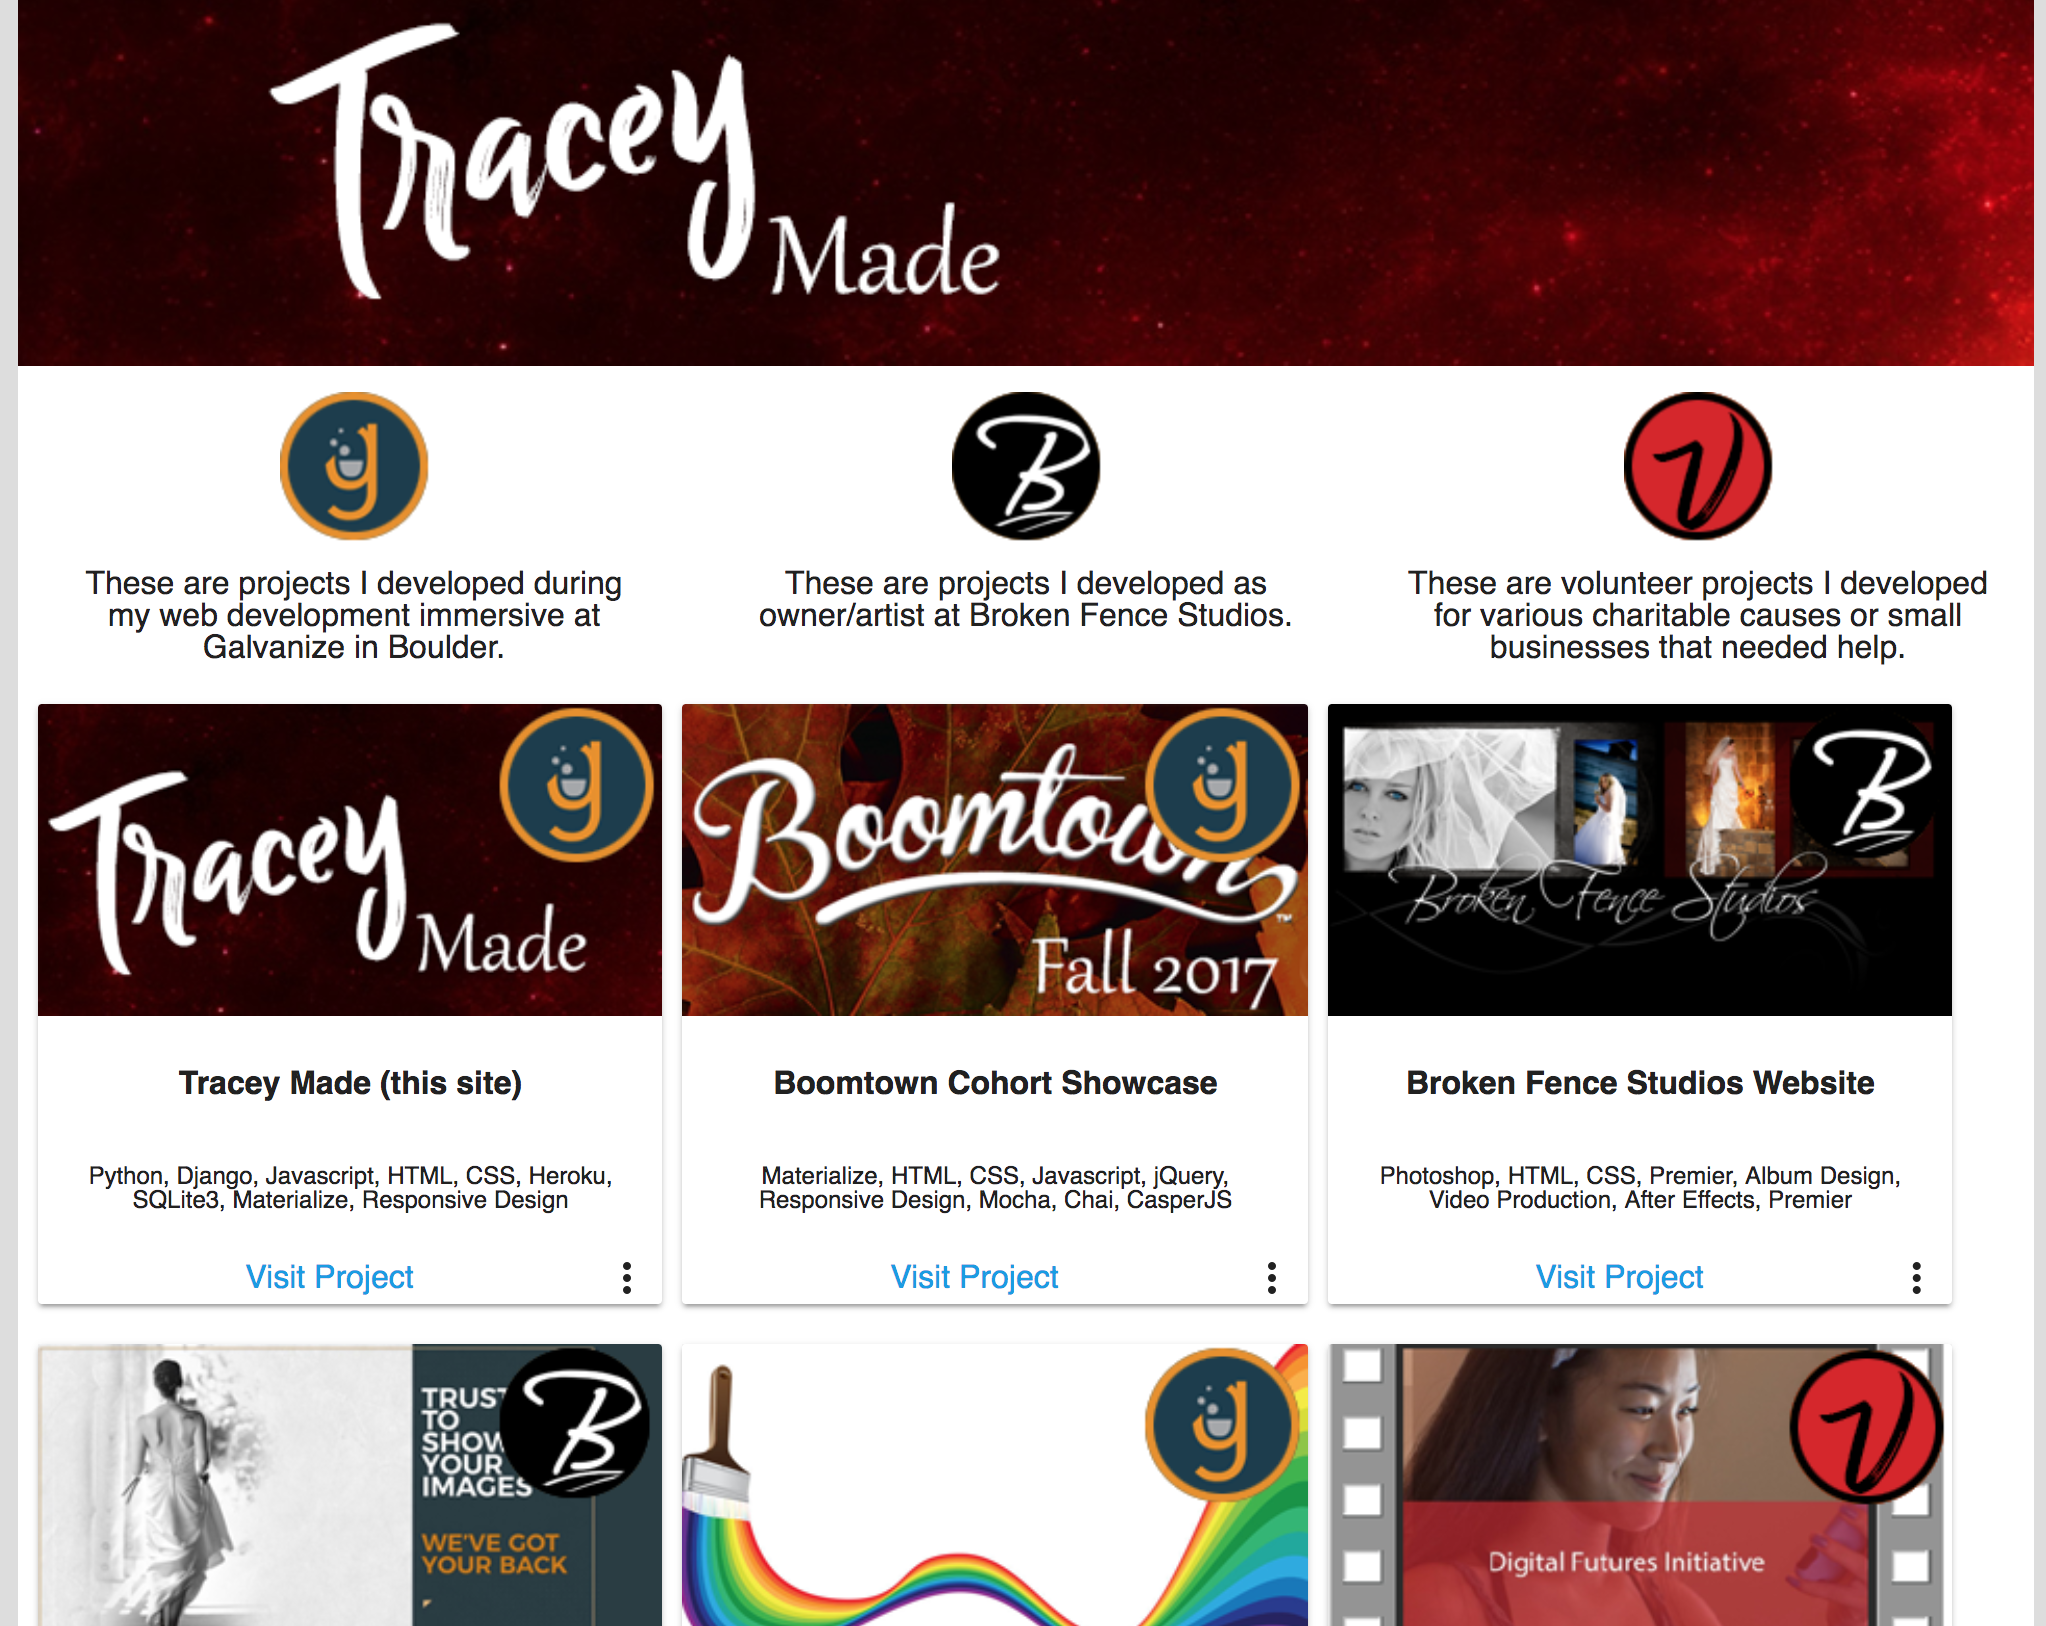 Tracey
Made
g
B
V
These are projects I developed during
my web development immersive at
Galvanize in Boulder.
These are projects I developed as
owner/artist at Broken Fence Studios.
These are volunteer projects I developed
for various charitable causes or small
businesses that needed help.
Tracey
Made
g
Boomtown
™
Fall 2017
g
Broken Fence Studios
B
Tracey Made (this site)
Python, Django, Javascript, HTML, CSS, Heroku,
SQLite3, Materialize, Responsive Design
Visit Project
Boomtown Cohort Showcase
Materialize, HTML, CSS, Javascript, jQuery,
Responsive Design, Mocha, Chai, CasperJS
Visit Project
Broken Fence Studios Website
Photoshop, HTML, CSS, Premier, Album Design,
Video Production, After Effects, Premier
Visit Project
TRUST
TO
SHOW
YOUR
IMAGES
WE'VE GOT
YOUR BACK
B
g
V
Digital Futures Initiative